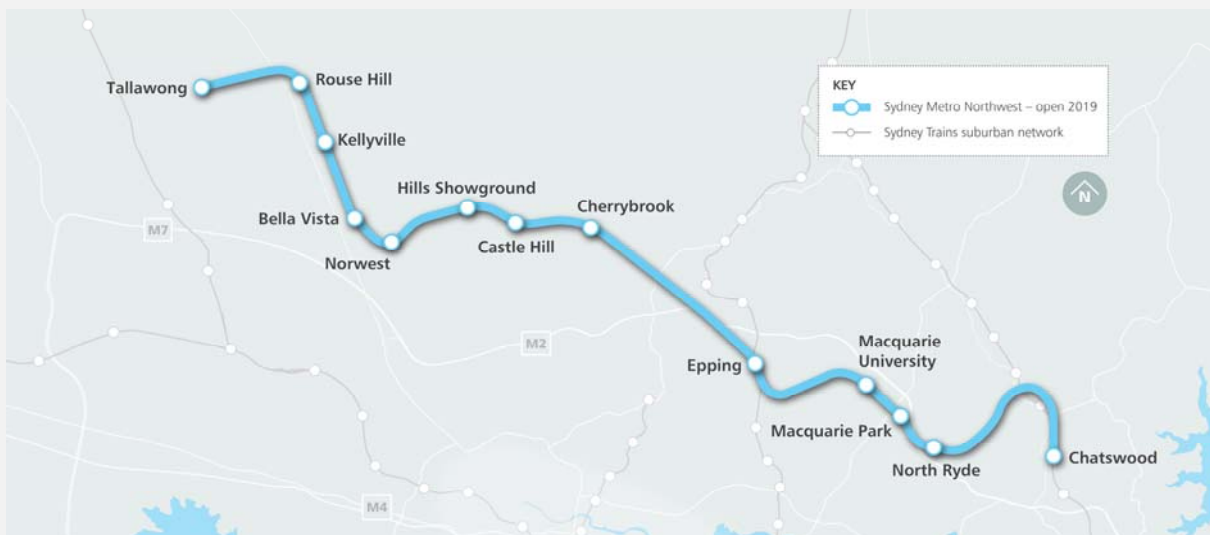 Tallawong
Rouse Hill
Kellyville
Bella Vista
Norwest
Hills Showground
Castle Hill
Cherrybrook
Epping
Macquarie
University
Macquarie Park
North Ryde
Chatswood
M7
M2
M4
KEY
Sydney Metro Northwest – open 2019
Sydney Trains suburban network
N